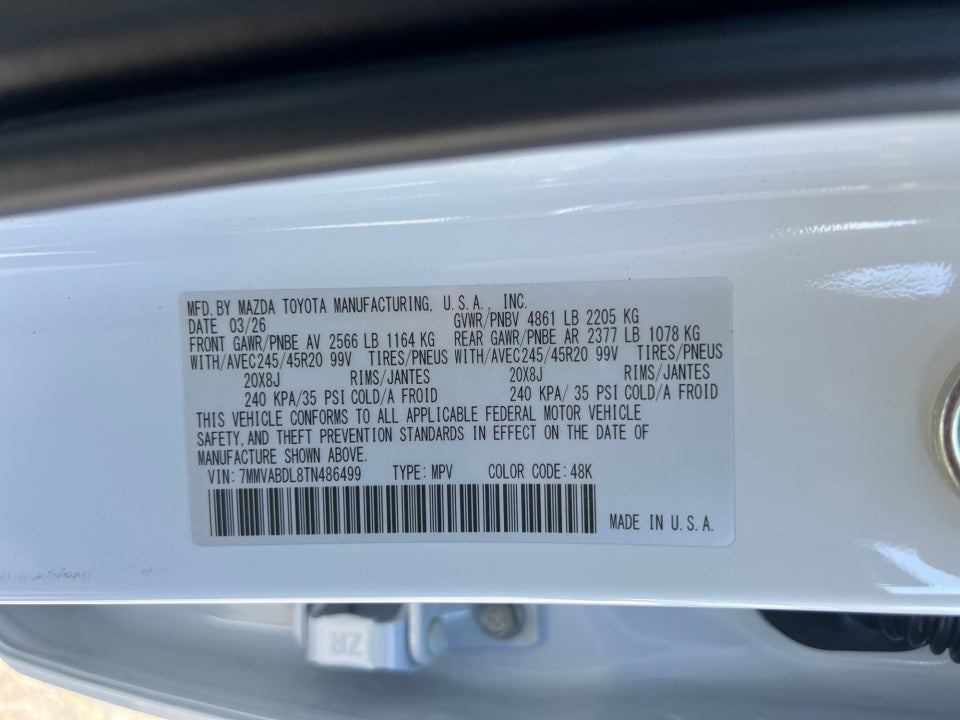 MFD. BY MAZDA TOYOTA MANUFACTURING, U.S.A., INC.
DATE 03/26 GVWR/PNBV 4861 LB 2205 KG
FRONT GAWR/PNBE AV 2566 LB 1164 KG REAR GAWR/PNBE AR 2377 LB 1078 KG
WITH/AVEC245/45R20 99V TIRES/PNEUS WITH/AVEC245/45R20 99V TIRES/PNEUS
20X8J RIMS/JANTES 20X8J RIMS/JANTES
240 KPA/35 PSI COLD/A FROID 240 KPA/ 35 PSI COLD/A FROID
THIS VEHICLE CONFORMS TO ALL APPLICABLE FEDERAL MOTOR VEHICLE
SAFETY, AND THEFT PREVENTION STANDARDS IN EFFECT ON THE DATE OF
MANUFACTURE SHOWN ABOVE.
VIN: 7MMVABDL8TN486499 TYPE: MPV COLOR CODE: 48K
MADE IN U.S.A.
ZR